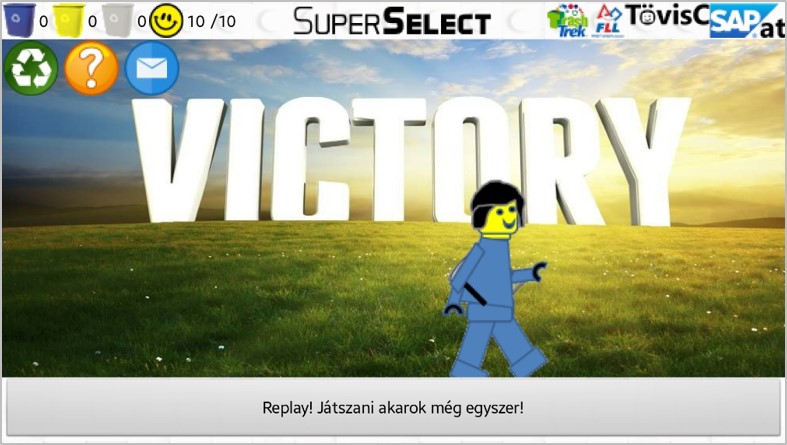 0 0 0 10 /10
SUPERSELECT
Trash Trek
FLL
TövisC
SAP
at
VICTORY
Replay! Játszani akarok még egyszer!